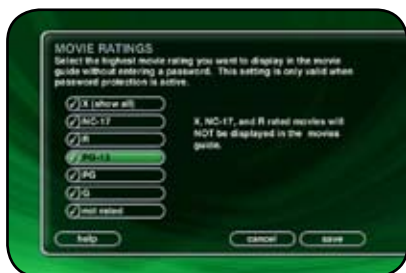 MOVIE RATINGS
Select the highest movie rating you want to display in the movie
guide without entering a password. This setting is only valid when
password protection is active.
X (show all)
NC-17
R
X, NC-17, and R rated movies will
NOT be displayed in the movies
guide.
PG-13
PG
G
not rated
help
cancel
save